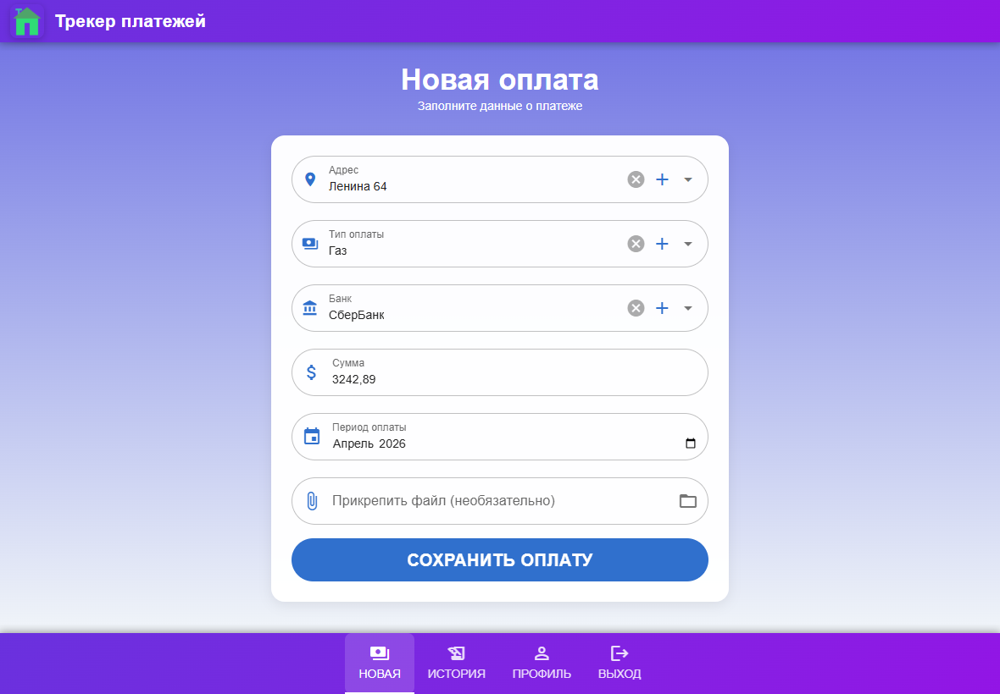 Трекер платежей
Новая оплата
Заполните данные о платеже
Адрес
Ленина 64
Тип оплаты
Газ
Банк
СберБанк
Сумма
3242,89
Период оплаты
Апрель 2026
Прикрепить файл (необязательно)
СОХРАНИТЬ ОПЛАТУ
НОВАЯ
ИСТОРИЯ
ПРОФИЛЬ
ВЫХОД